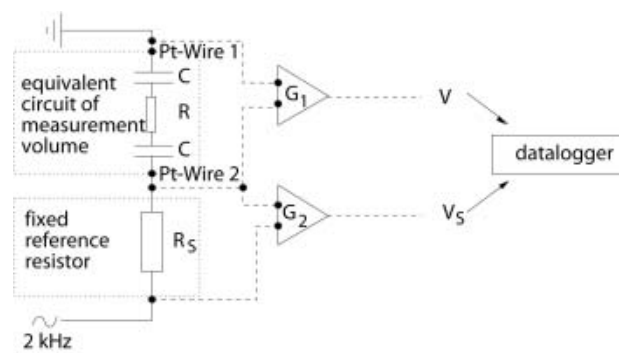 Pt-Wire 1
equivalent
circuit of
measurement
volume
C
R
C
Pt-Wire 2
G1
V
datalogger
G2
VS
fixed
reference
resistor
RS
2 kHz